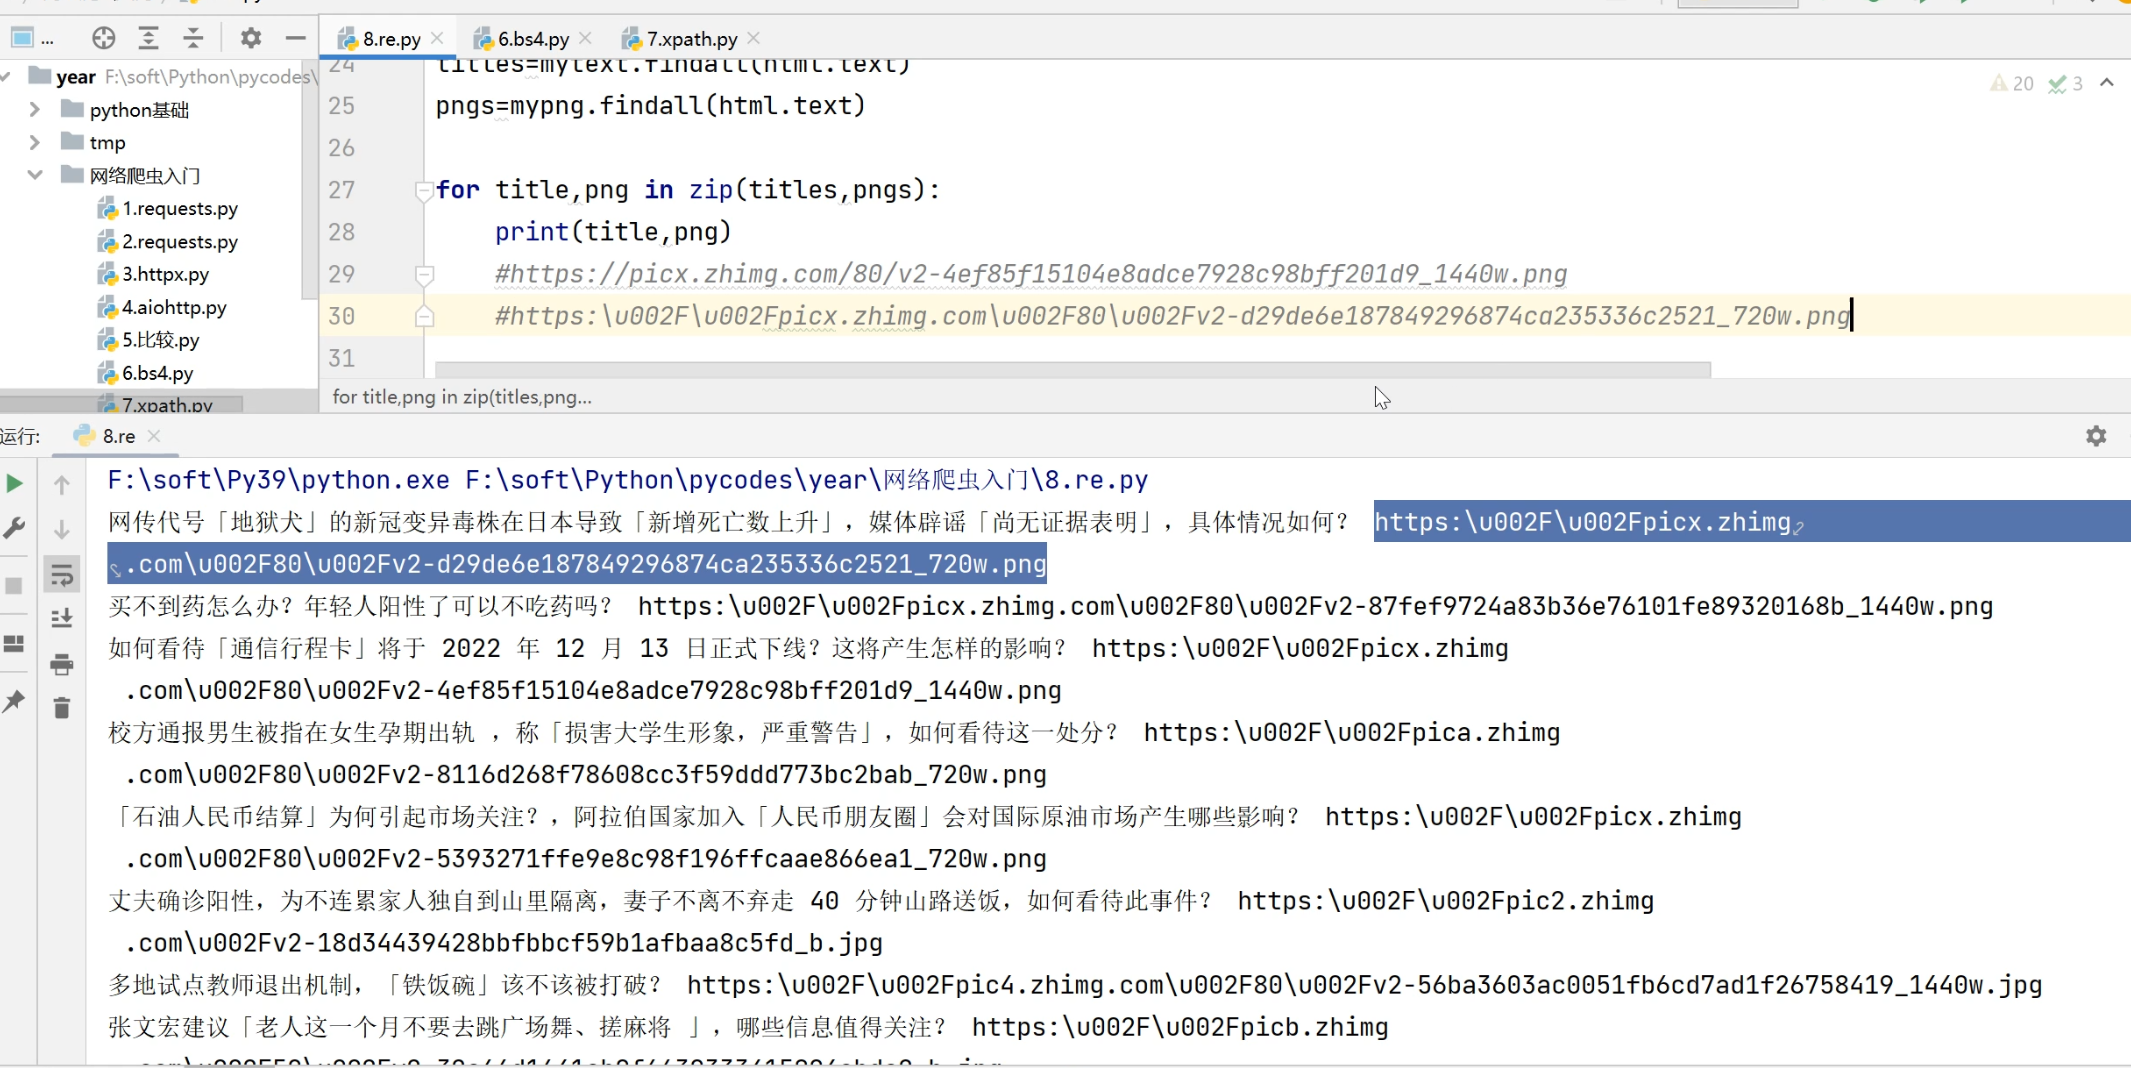 ...
8.re.py
6.bs4.py
7.xpath.py
year F:\soft\Python\pycodes\
python基础
tmp
网络爬虫入门
1.requests.py
2.requests.py
3.httpx.py
4.aiohttp.py
5.比较.py
6.bs4.py
7.xpath.py
20 3
24 titles=mytext.findall(html.text)
25 pngs=mypng.findall(html.text)
26
27 for title,png in zip(titles,pngs):
28 print(title,png)
29 #https://picx.zhimg.com/80/v2-4ef85f15104e8adce7928c98bff201d9_1440w.png
30 #https:\u002F\u002Fpicx.zhimg.com\u002F80\u002Fv2-d29de6e187849296874ca235336c2521_720w.png
31
for title,png in zip(titles,png...
运行: 8.re
F:\soft\Py39\python.exe F:\soft\Python\pycodes\year\网络爬虫入门\8.re.py
网传代号「地狱犬」的新冠变异毒株在日本导致「新增死亡数上升」，媒体辟谣「尚无证据表明」，具体情况如何？ https:\u002F\u002Fpicx.zhimg
.com\u002F80\u002Fv2-d29de6e187849296874ca235336c2521_720w.png
买不到药怎么办？年轻人阳性了可以不吃药吗？ https:\u002F\u002Fpicx.zhimg.com\u002F80\u002Fv2-87fef9724a83b36e76101fe89320168b_1440w.png
如何看待「通信行程卡」将于 2022 年 12 月 13 日正式下线？这将产生怎样的影响？ https:\u002F\u002Fpicx.zhimg
.com\u002F80\u002Fv2-4ef85f15104e8adce7928c98bff201d9_1440w.png
校方通报男生被指在女生孕期出轨 ，称「损害大学生形象，严重警告」，如何看待这一处分？ https:\u002F\u002Fpica.zhimg
.com\u002F80\u002Fv2-8116d268f78608cc3f59ddd773bc2bab_720w.png
「石油人民币结算」为何引起市场关注？，阿拉伯国家加入「人民币朋友圈」会对国际原油市场产生哪些影响？ https:\u002F\u002Fpicx.zhimg
.com\u002F80\u002Fv2-5393271ffe9e8c98f196ffcaae866ea1_720w.png
丈夫确诊阳性，为不连累家人独自到山里隔离，妻子不离不弃走 40 分钟山路送饭，如何看待此事件？ https:\u002F\u002Fpic2.zhimg
.com\u002Fv2-18d34439428bbfbbcf59b1afbaa8c5fd_b.jpg
多地试点教师退出机制，「铁饭碗」该不该被打破？ https:\u002F\u002Fpic4.zhimg.com\u002F80\u002Fv2-56ba3603ac0051fb6cd7ad1f26758419_1440w.jpg
张文宏建议「老人这一个月不要去跳广场舞、搓麻将 」，哪些信息值得关注？ https:\u002F\u002Fpicb.zhimg